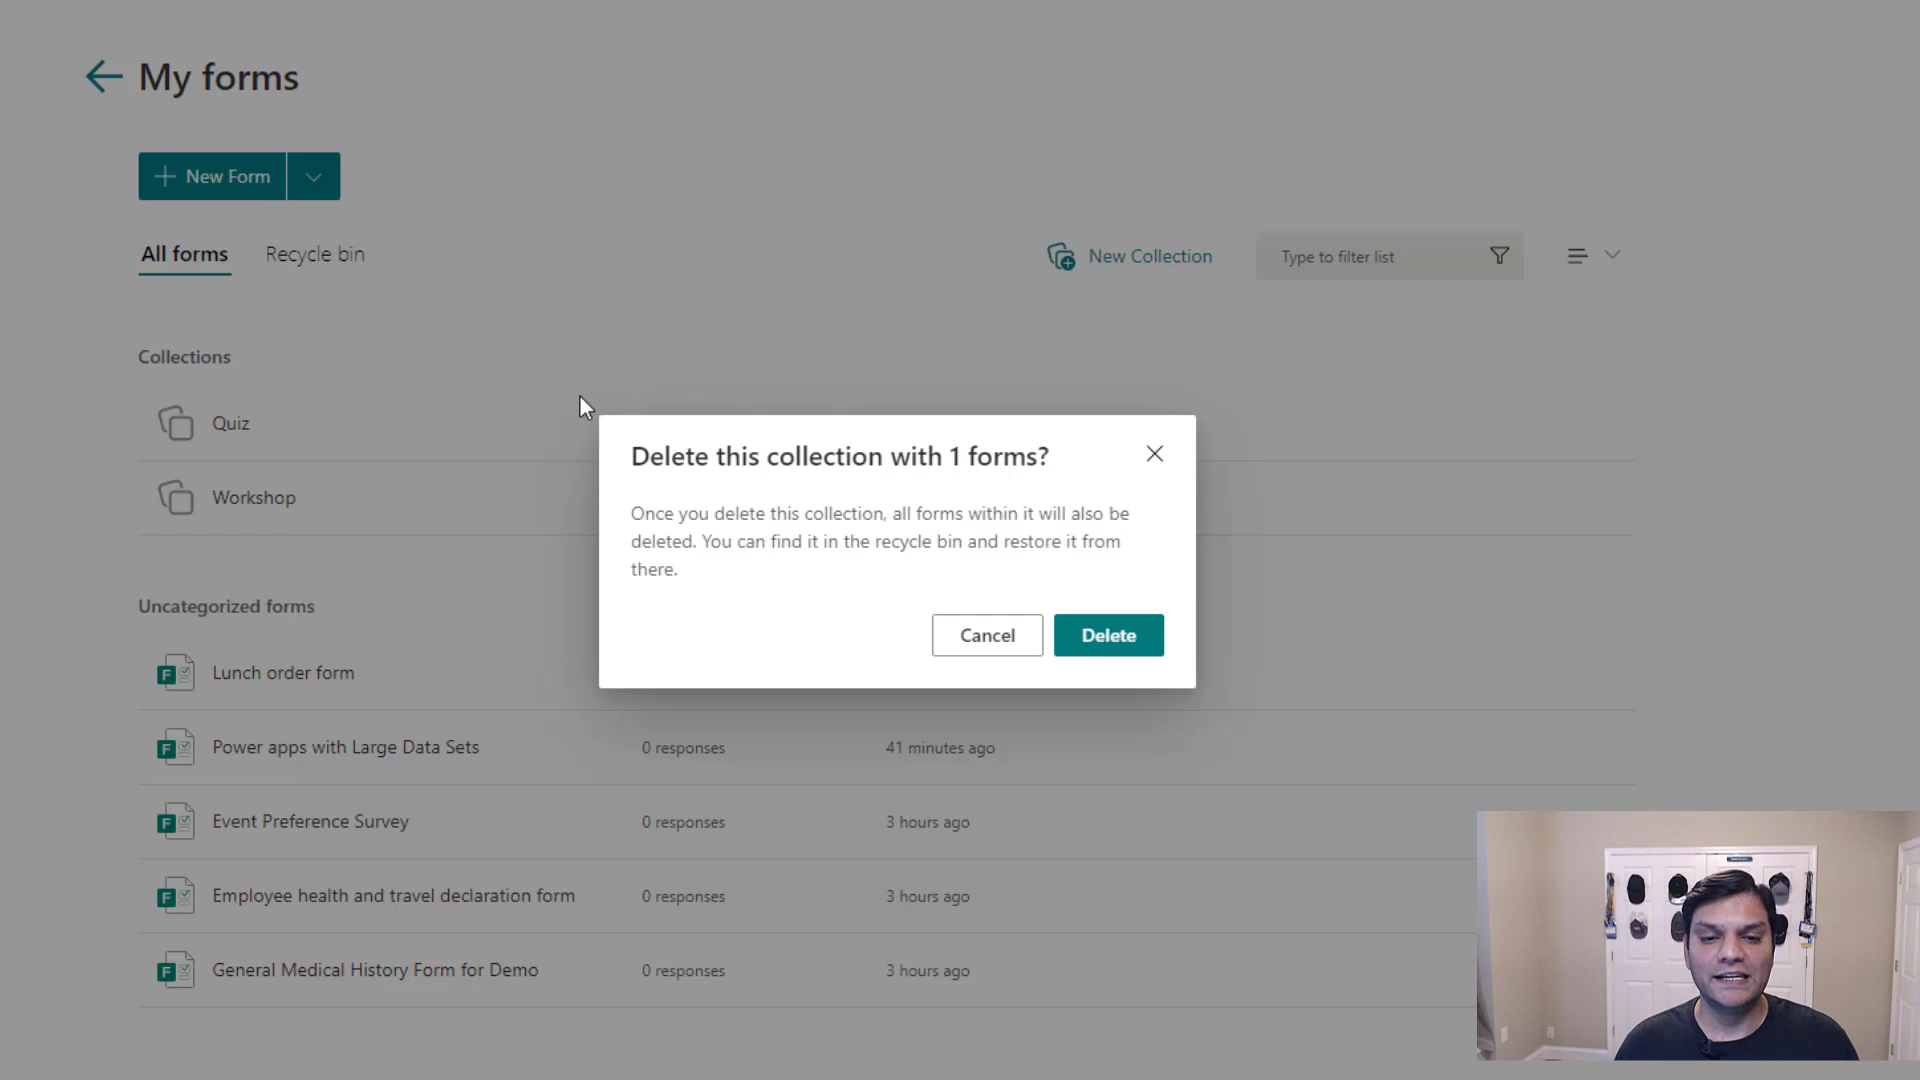 My forms
New Form
All forms
Recycle bin
New Collection
Type to filter list
Collections
Quiz
Workshop
Delete this collection with 1 forms?
Once you delete this collection, all forms within it will also be
deleted. You can find it in the recycle bin and restore it from
there.
Cancel
Delete
Uncategorized forms
F Lunch order form
F Power apps with Large Data Sets 0 responses 41 minutes ago
F Event Preference Survey 0 responses 3 hours ago
F Employee health and travel declaration form 0 responses 3 hours ago
F General Medical History Form for Demo 0 responses 3 hours ago